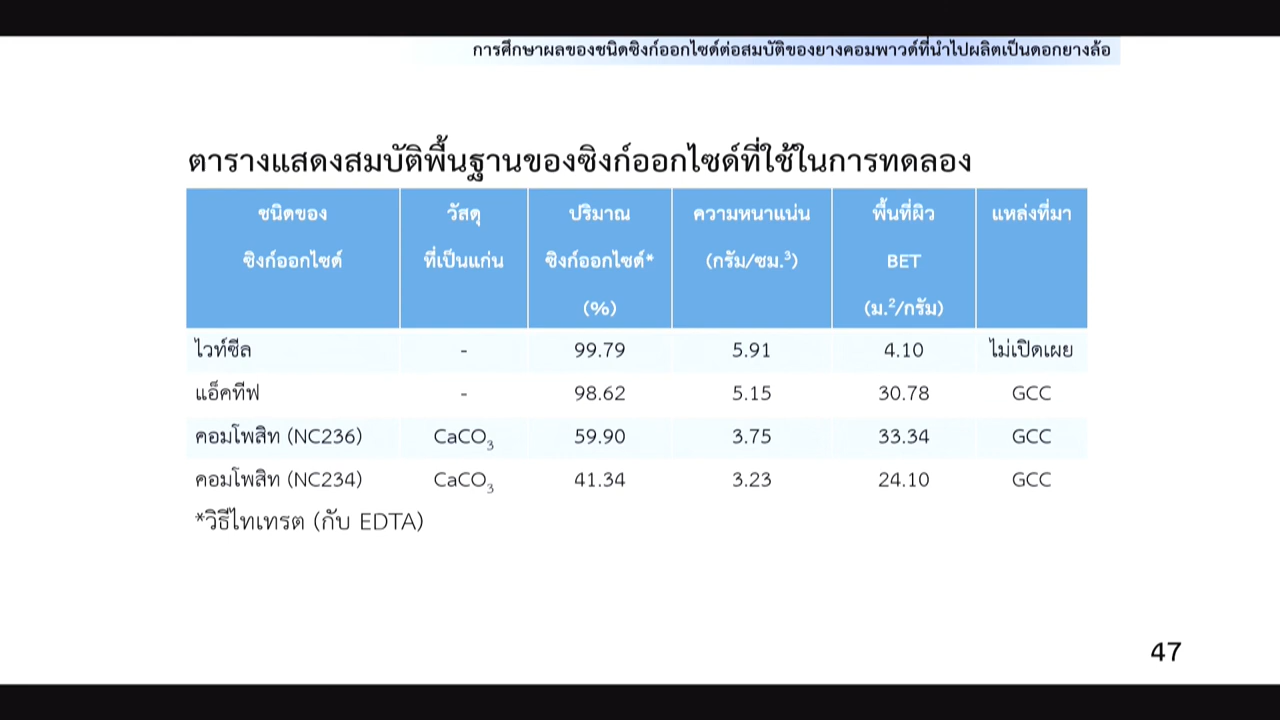 การศึกษาผลของชนิดซิงก์ออกไซด์ต่อสมบัติของยางคอมพาวด์ที่นำไปผลิตเป็นดอกยางล้อ
ตารางแสดงสมบัติพื้นฐานของซิงก์ออกไซด์ที่ใช้ในการทดลอง
ชนิดของ วัสดุ ปริมาณ ความหนาแน่น พื้นที่ผิว แหล่งที่มา
ซิงก์ออกไซด์ ที่เป็นแก่น ซิงก์ออกไซด์* (กรัม/ซม.³) BET
(%) (ม.²/กรัม)
ไวท์ซีล - 99.79 5.91 4.10 ไม่เปิดเผย
แอ็คทีฟ - 98.62 5.15 30.78 GCC
คอมโพสิท (NC236) CaCO₃ 59.90 3.75 33.34 GCC
คอมโพสิท (NC234) CaCO₃ 41.34 3.23 24.10 GCC
*วิธีไทเทรต (กับ EDTA)
47